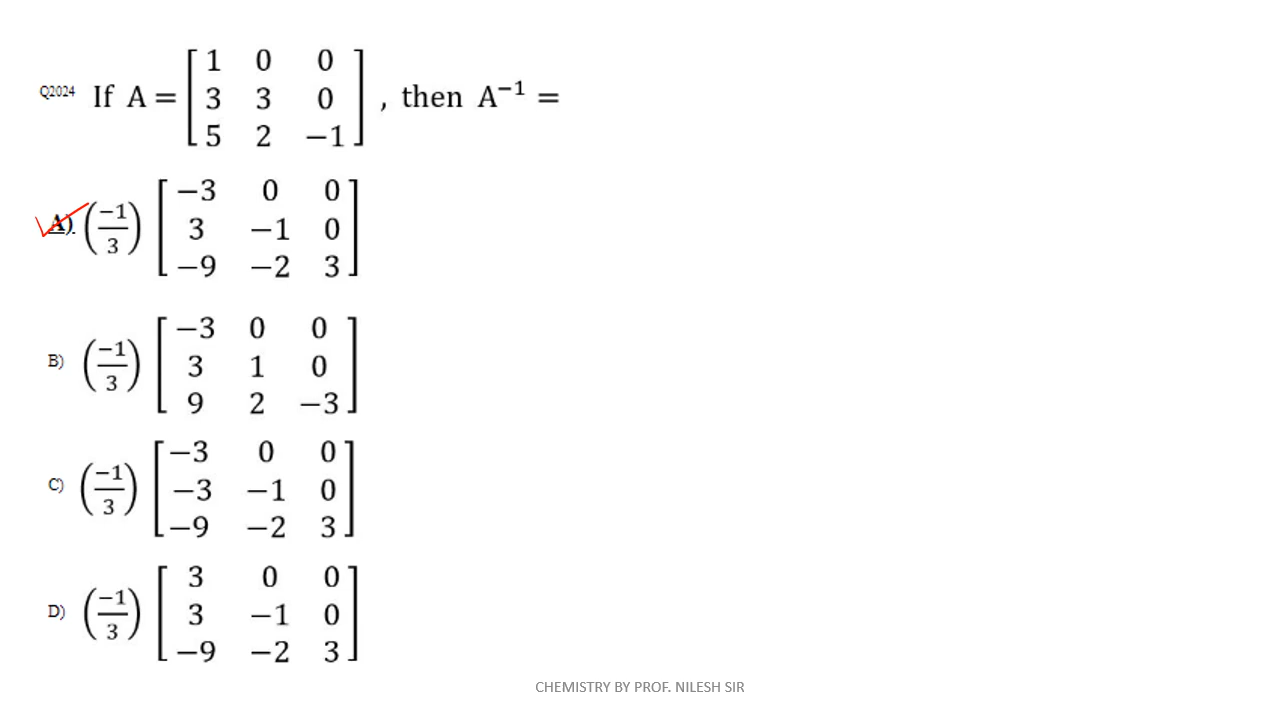 Q2024 If A = [1 0 0; 3 3 0; 5 2 −1], then A⁻¹ =
A). (−1/3) [−3 0 0; 3 −1 0; −9 −2 3]
B) (−1/3) [−3 0 0; 3 1 0; 9 2 −3]
C) (−1/3) [−3 0 0; −3 −1 0; −9 −2 3]
D) (−1/3) [3 0 0; 3 −1 0; −9 −2 3]
CHEMISTRY BY PROF. NILESH SIR